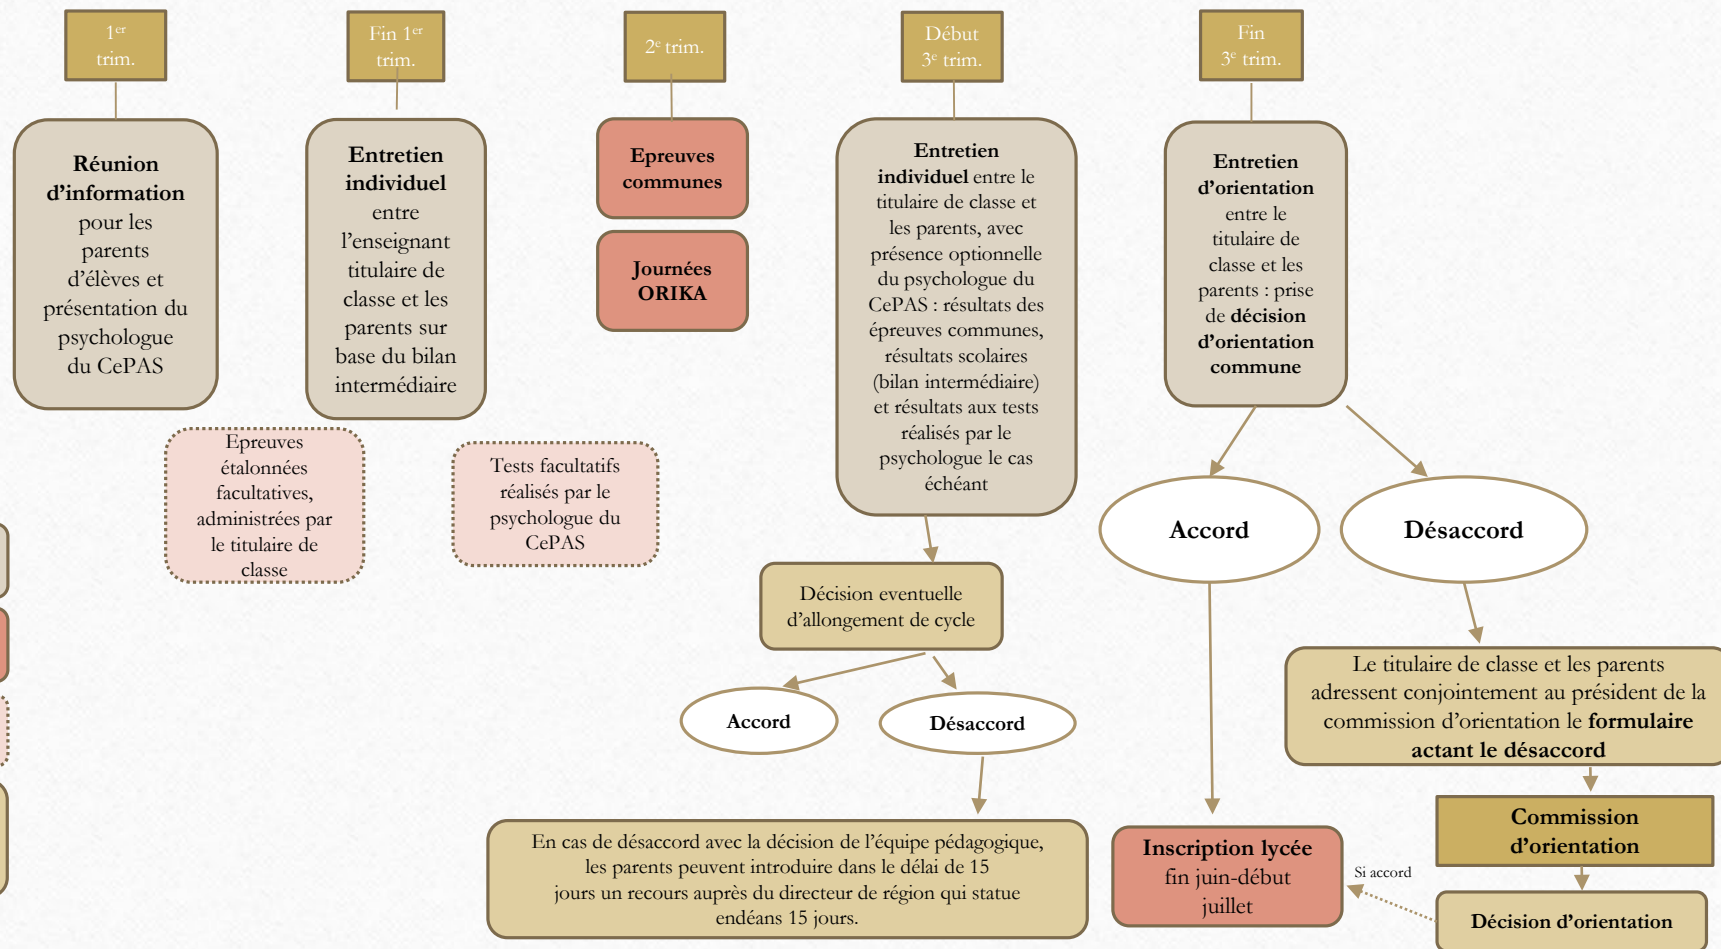 1er
trim.
Fin 1er
trim.
2e trim.
Début
3e trim.
Fin
3e trim.
Réunion
d’information
pour les
parents
d’élèves et
présentation du
psychologue
du CePAS
Entretien
individuel
entre
l’enseignant
titulaire de
classe et les
parents sur
base du bilan
intermédiaire
Epreuves
communes
Journées
ORIKA
Entretien
individuel entre le
titulaire de classe et
les parents, avec
présence optionnelle
du psychologue du
CePAS : résultats des
épreuves communes,
résultats scolaires
(bilan intermédiaire)
et résultats aux tests
réalisés par le
psychologue le cas
échéant
Entretien
d’orientation
entre le
titulaire de
classe et les
parents : prise
de décision
d’orientation
commune
Epreuves
étalonnées
facultatives,
administrées par
le titulaire de
classe
Tests facultatifs
réalisés par le
psychologue du
CePAS
Décision eventuelle
d’allongement de cycle
Accord
Désaccord
En cas de désaccord avec la décision de l’équipe pédagogique,
les parents peuvent introduire dans le délai de 15
jours un recours auprès du directeur de région qui statue
endéans 15 jours.
Accord
Désaccord
Le titulaire de classe et les parents
adressent conjointement au président de la
commission d’orientation le formulaire
actant le désaccord
Commission
d’orientation
Décision d’orientation
Si accord
Inscription lycée
fin juin-début
juillet